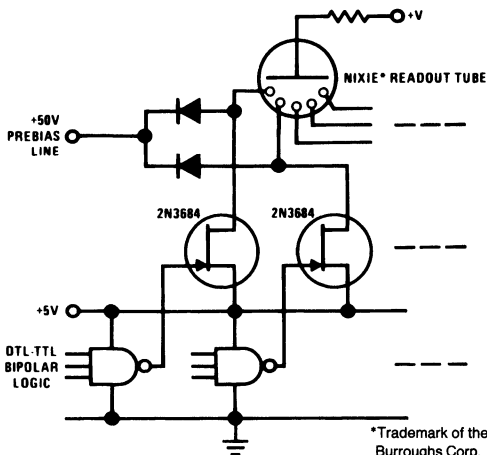 +V
NIXIE* READOUT TUBE
+50V
PREBIAS
LINE
2N3684
2N3684
+5V
DTL-TTL
BIPOLAR
LOGIC
*Trademark of the
Burroughs Corp.